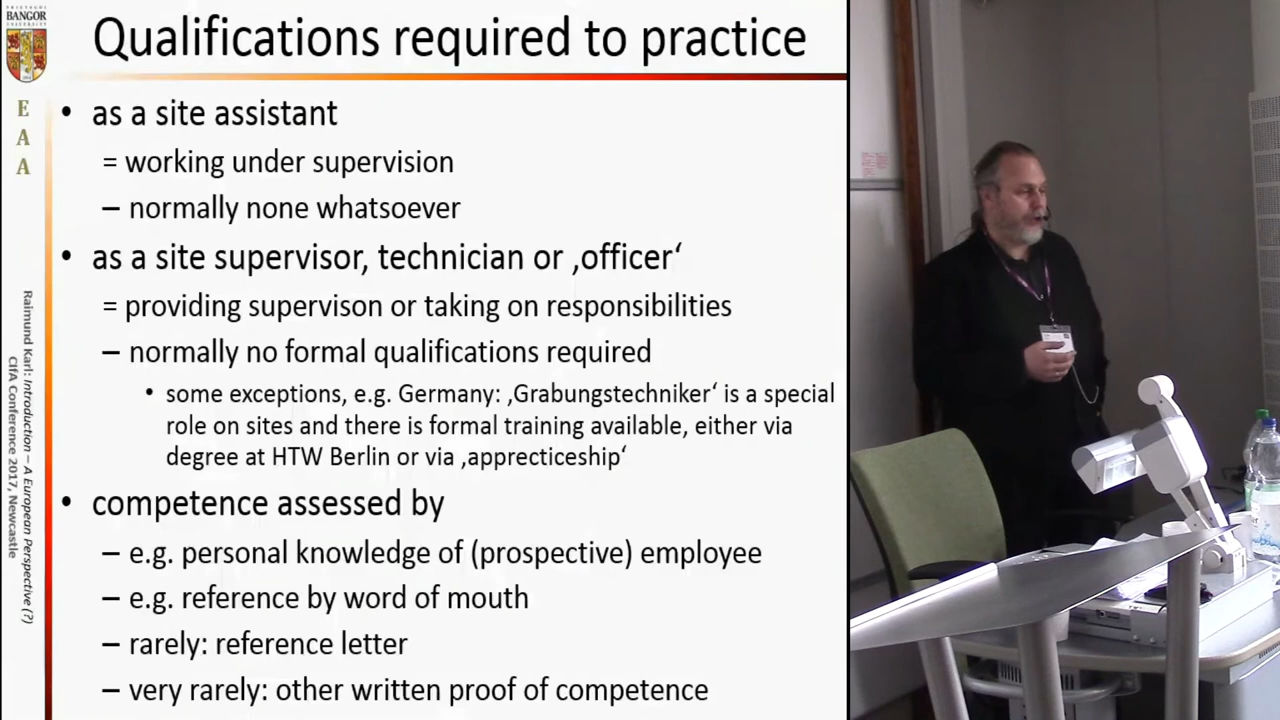 PRIFYSGOL
BANGOR
UNIVERSITY
E
A
A
Raimund Karl: Introduction – A European Perspective (?)
CIfA Conference 2017, Newcastle
Qualifications required to practice
• as a site assistant
= working under supervision
– normally none whatsoever
• as a site supervisor, technician or ‚officer‘
= providing supervison or taking on responsibilities
– normally no formal qualifications required
• some exceptions, e.g. Germany: ‚Grabungstechniker‘ is a special
role on sites and there is formal training available, either via
degree at HTW Berlin or via ‚apprecticeship‘
• competence assessed by
– e.g. personal knowledge of (prospective) employee
– e.g. reference by word of mouth
– rarely: reference letter
– very rarely: other written proof of competence